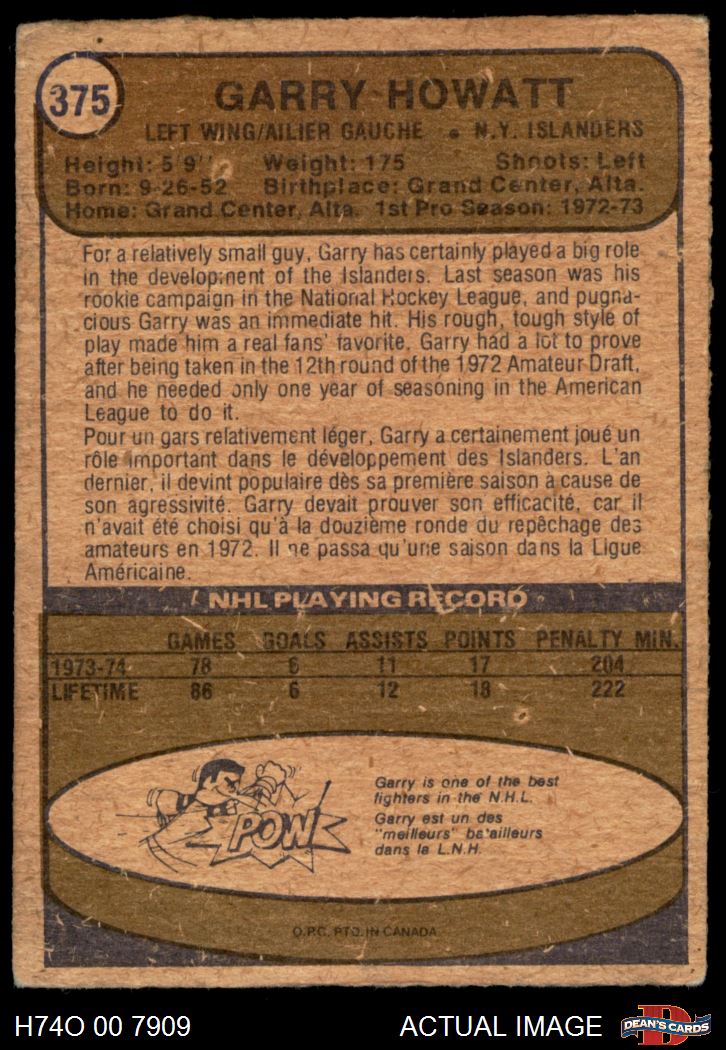 375
GARRY HOWATT
LEFT WING/AILIER GAUCHE • N.Y. ISLANDERS
Height: 5'9" Weight: 175 Shoots: Left
Born: 9-26-52 Birthplace: Grand Center, Alta.
Home: Grand Center, Alta. 1st Pro Season: 1972-73
For a relatively small guy, Garry has certainly played a big role
in the development of the Islanders. Last season was his
rookie campaign in the National Hockey League, and pugna-
cious Garry was an immediate hit. His rough, tough style of
play made him a real fans' favorite, Garry had a lot to prove
after being taken in the 12th round of the 1972 Amateur Draft,
and he needed only one year of seasoning in the American
League to do it.
Pour un gars relativement léger, Garry a certainement joué un
rôle important dans le développement des Islanders. L'an
dernier, il devint populaire dès sa première saison à cause de
son agressivité. Garry devait prouver son efficacité, car il
n'avait été choisi qu'à la douzième ronde du repêchage des
amateurs en 1972. Il ne passa qu'une saison dans la Ligue
Américaine.
NHL PLAYING RECORD
GAMES GOALS ASSISTS POINTS PENALTY MIN.
1973-74 78 6 11 17 204
LIFETIME 86 6 12 18 222
POW!
Garry is one of the best
fighters in the N.H.L.
Garry est un des
"meilleurs" batailleurs
dans la L.N.H.
O.P.C. PTD. IN CANADA
H74O 00 7909 ACTUAL IMAGE
D
DEAN'S CARDS